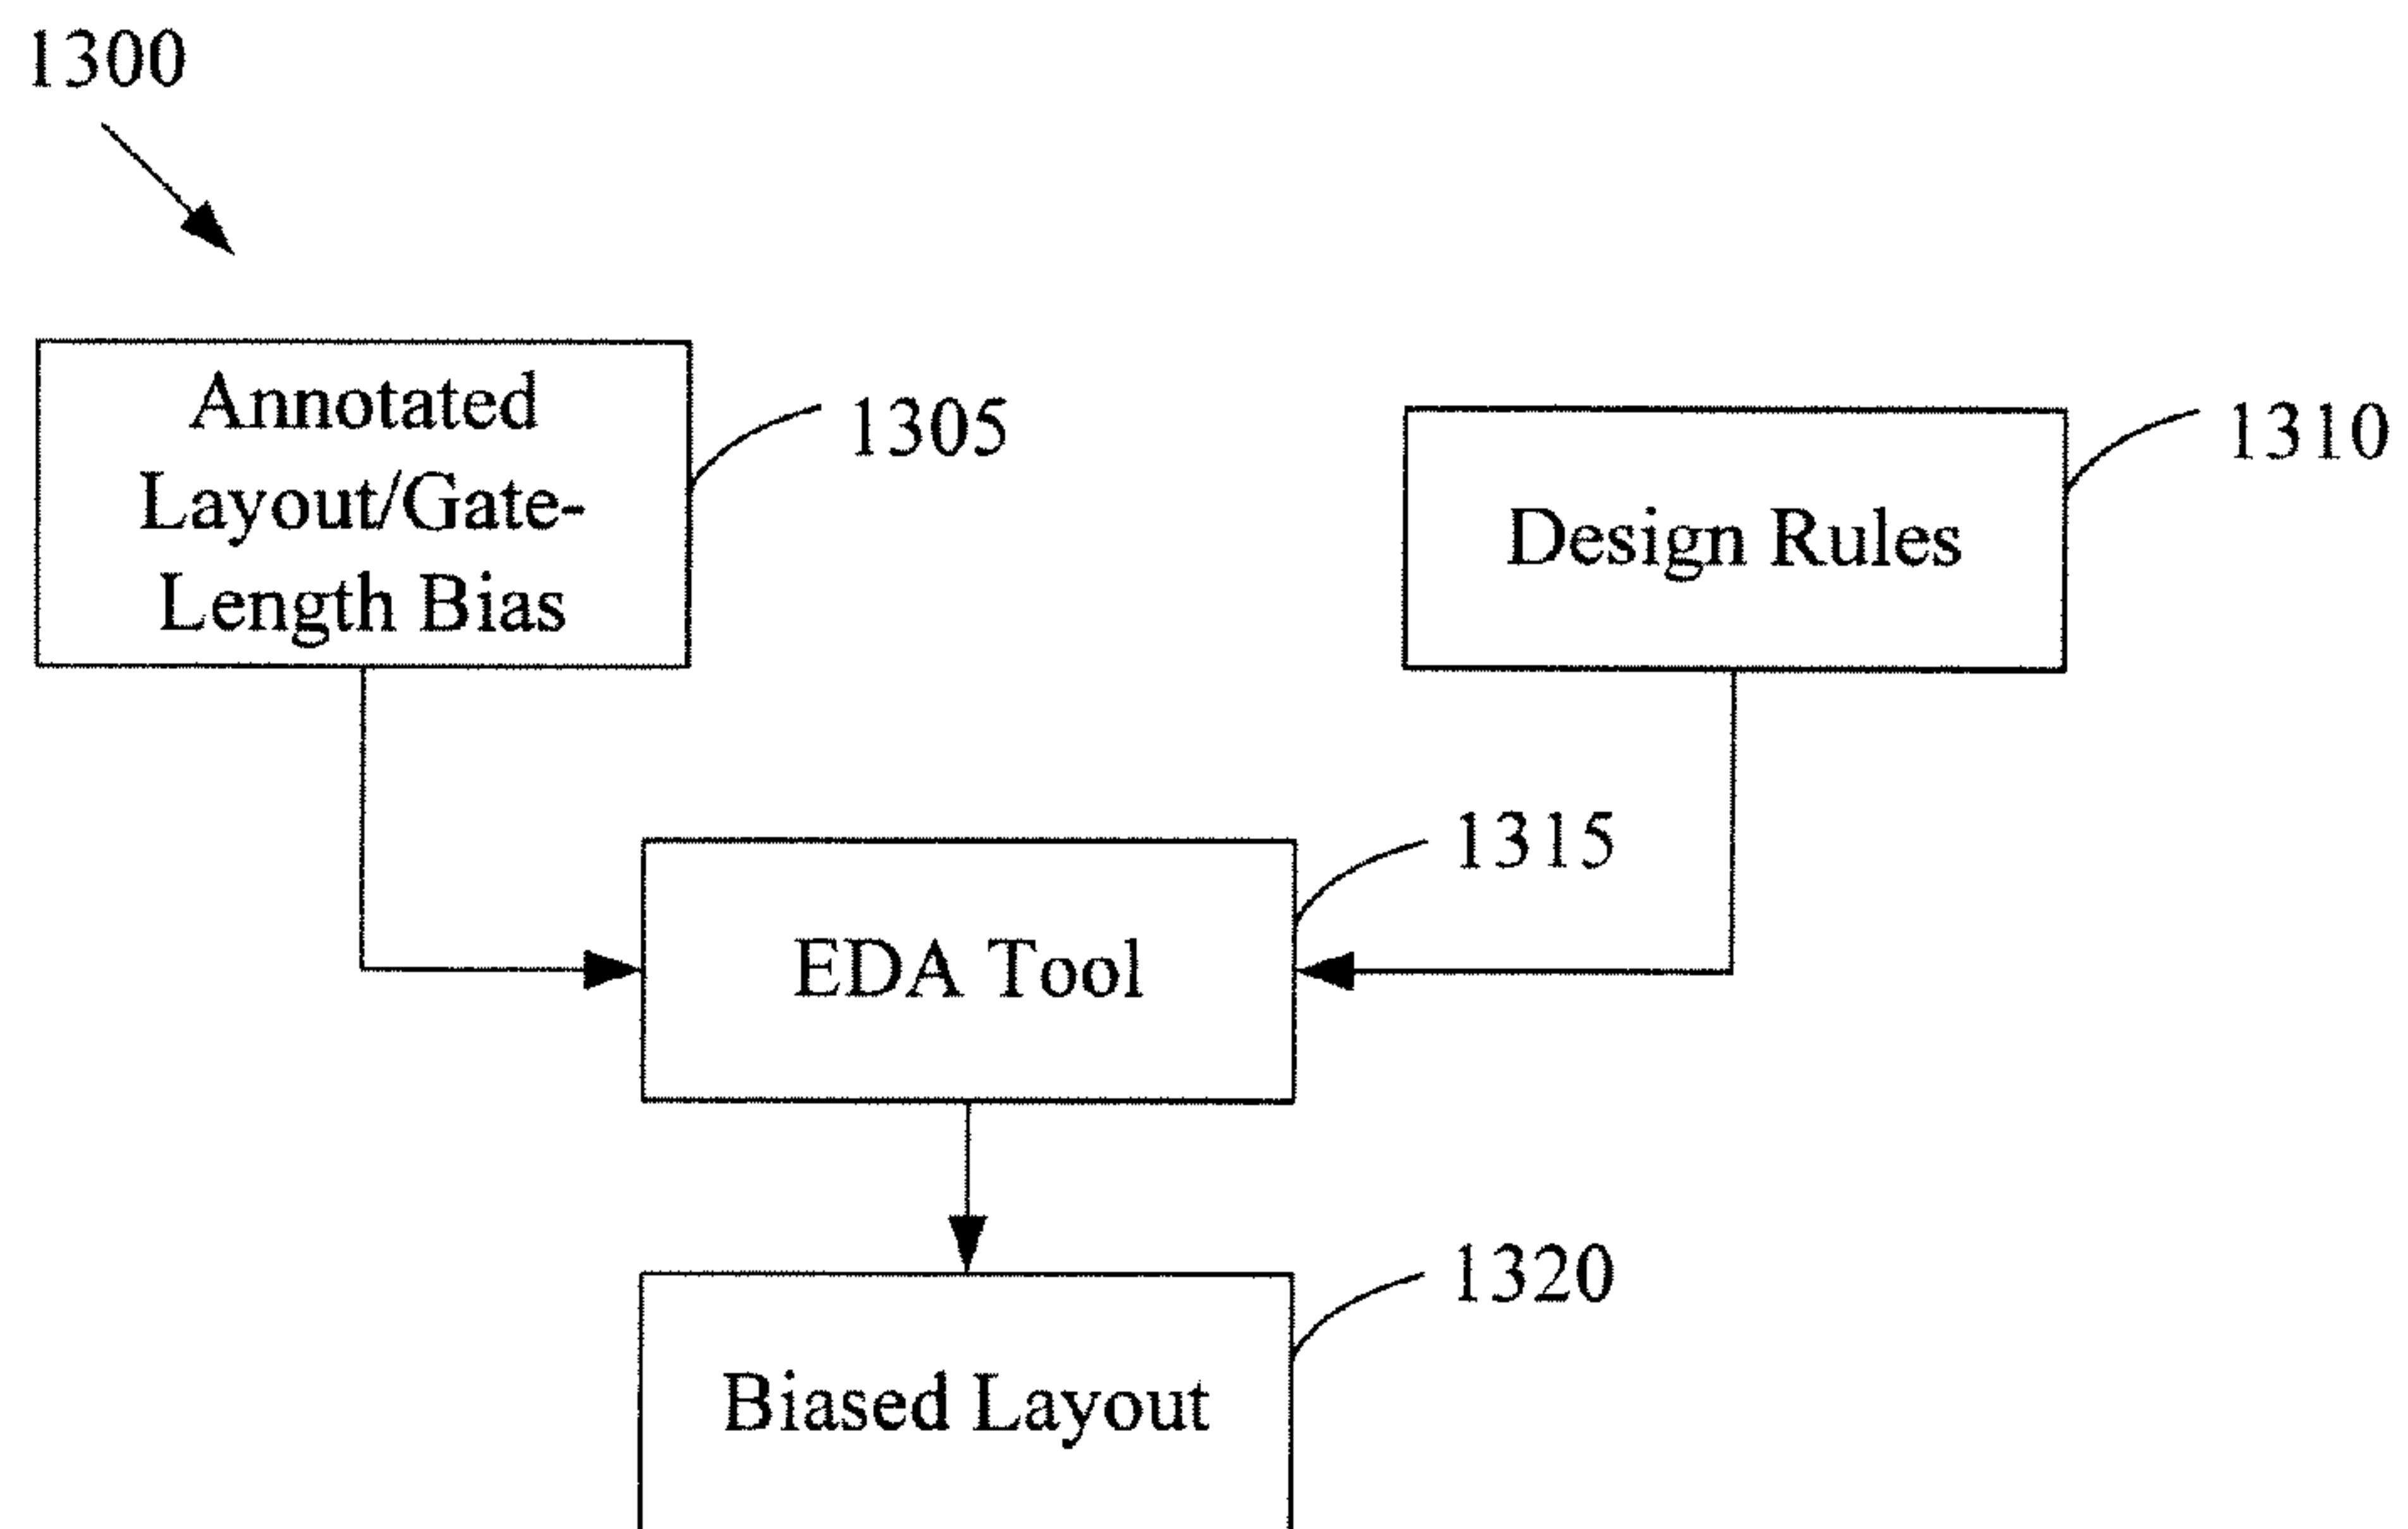 1300
Annotated
Layout/Gate-
Length Bias
1305
Design Rules
1310
EDA Tool
1315
Biased Layout
1320